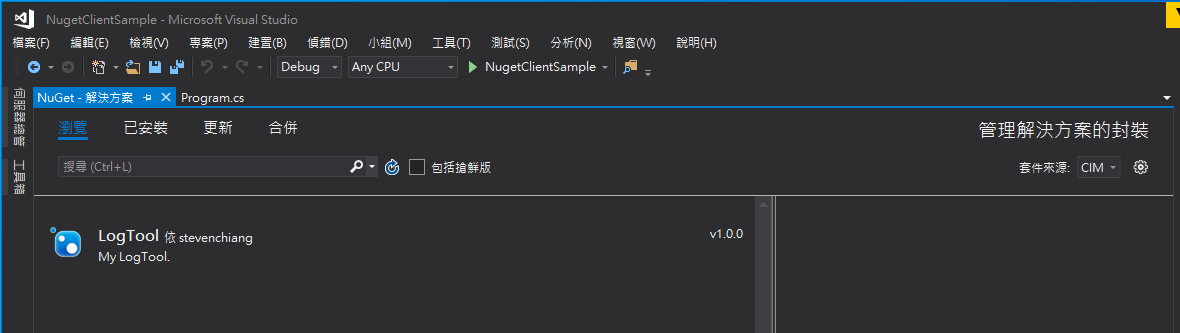 NugetClientSample - Microsoft Visual Studio
檔案(F) 編輯(E) 檢視(V) 專案(P) 建置(B) 偵錯(D) 小組(M) 工具(T) 測試(S) 分析(N) 視窗(W) 說明(H)
Debug Any CPU NugetClientSample
伺服器總管
工具箱
NuGet - 解決方案 Program.cs
瀏覽 已安裝 更新 合併 管理解決方案的封裝
搜尋 (Ctrl+L) 包括搶鮮版 套件來源: CIM
LogTool 依 stevenchiang v1.0.0
My LogTool.